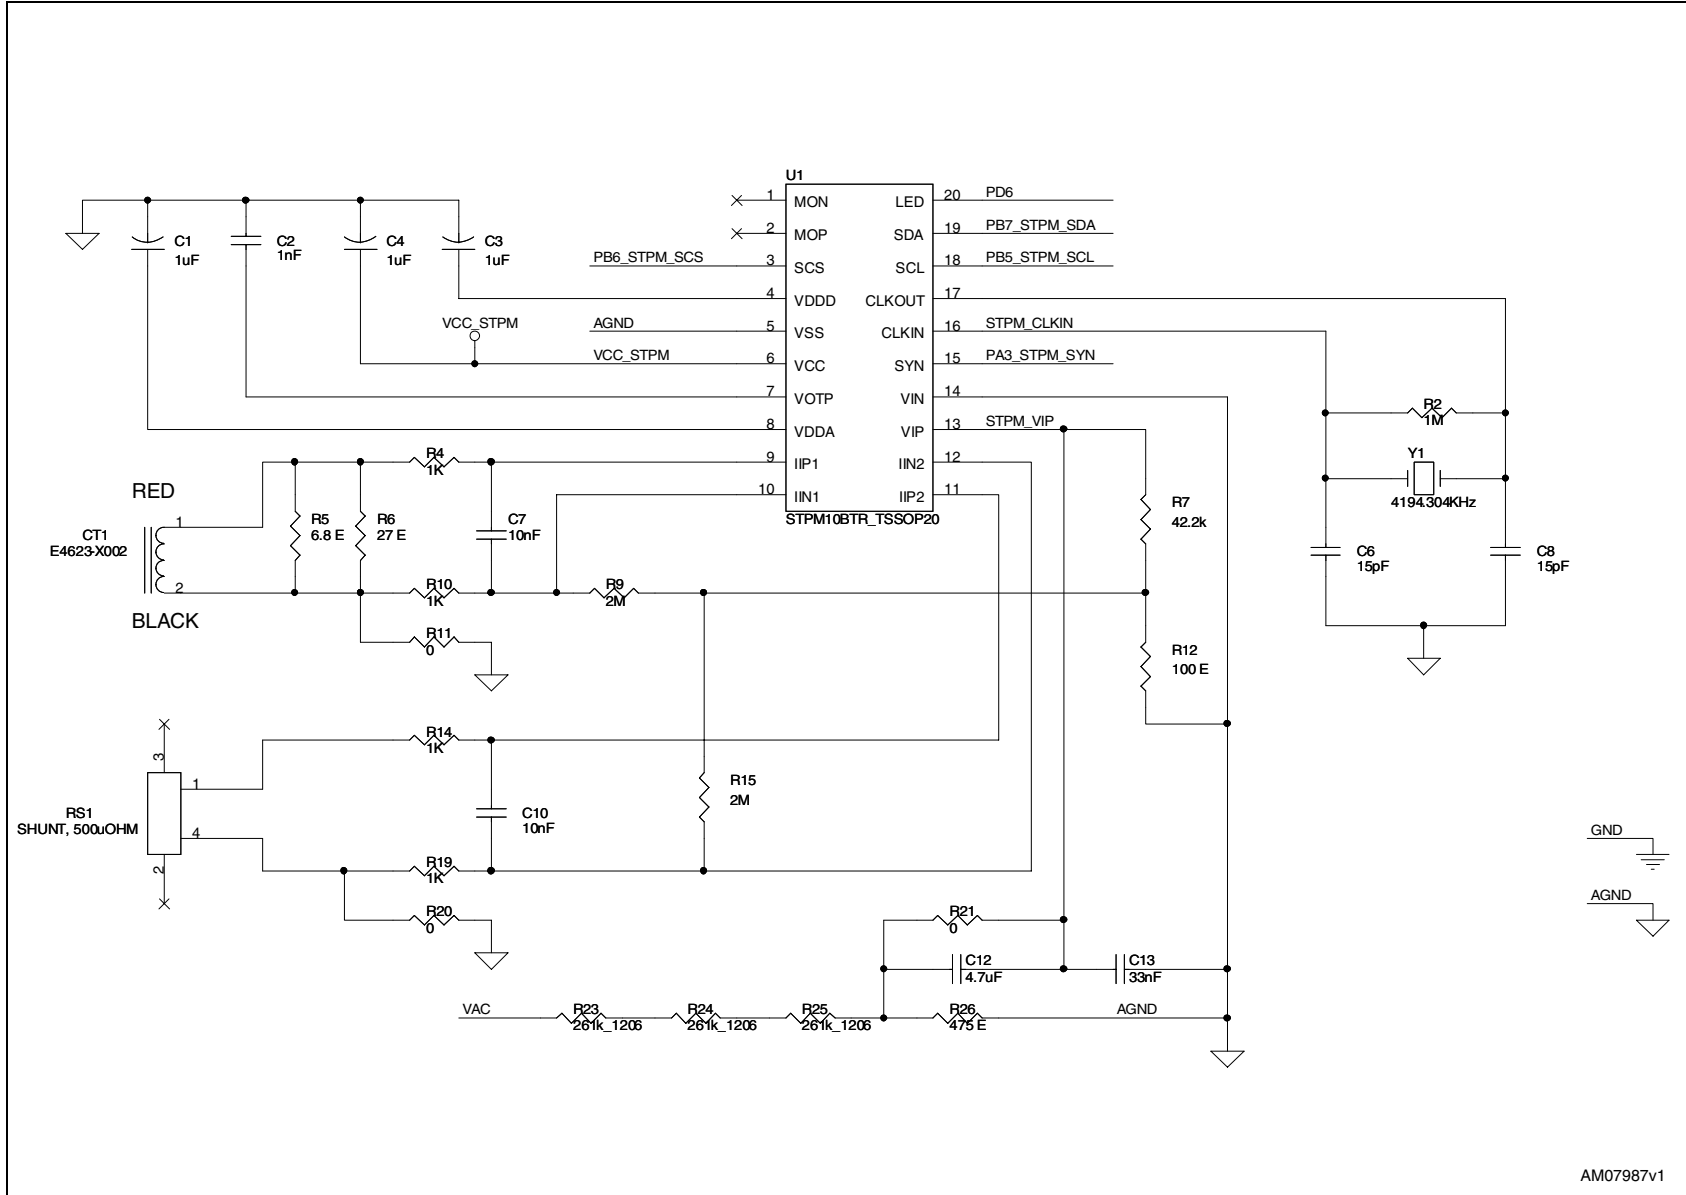 U1
1 MON LED 20 PD6
2 MOP SDA 19 PB7_STPM_SDA
PB6_STPM_SCS 3 SCS SCL 18 PB5_STPM_SCL
4 VDDD CLKOUT 17
AGND 5 VSS CLKIN 16 STPM_CLKIN
VCC_STPM 6 VCC SYN 15 PA3_STPM_SYN
7 VOTP VIN 14
8 VDDA VIP 13 STPM_VIP
9 IIP1 IIN2 12
10 IIN1 IIP2 11
STPM10BTR_TSSOP20
C1
1uF
C2
1nF
C4
1uF
C3
1uF
VCC_STPM
R2
1M
Y1
4194.304KHz
C6
15pF
C8
15pF
RED
1
CT1
E4623-X002
2
BLACK
R5
6.8 E
R6
27 E
R4
1K
C7
10nF
R10
1K
R9
2M
R11
0
R7
42.2k
R12
100 E
3
1
RS1
SHUNT, 500uOHM
4
2
R14
1K
C10
10nF
R15
2M
R19
1K
R20
0
R21
0
C12
4.7uF
C13
33nF
VAC
R23
261k_1206
R24
261k_1206
R25
261k_1206
R26
475 E
AGND
GND
AGND
AM07987v1